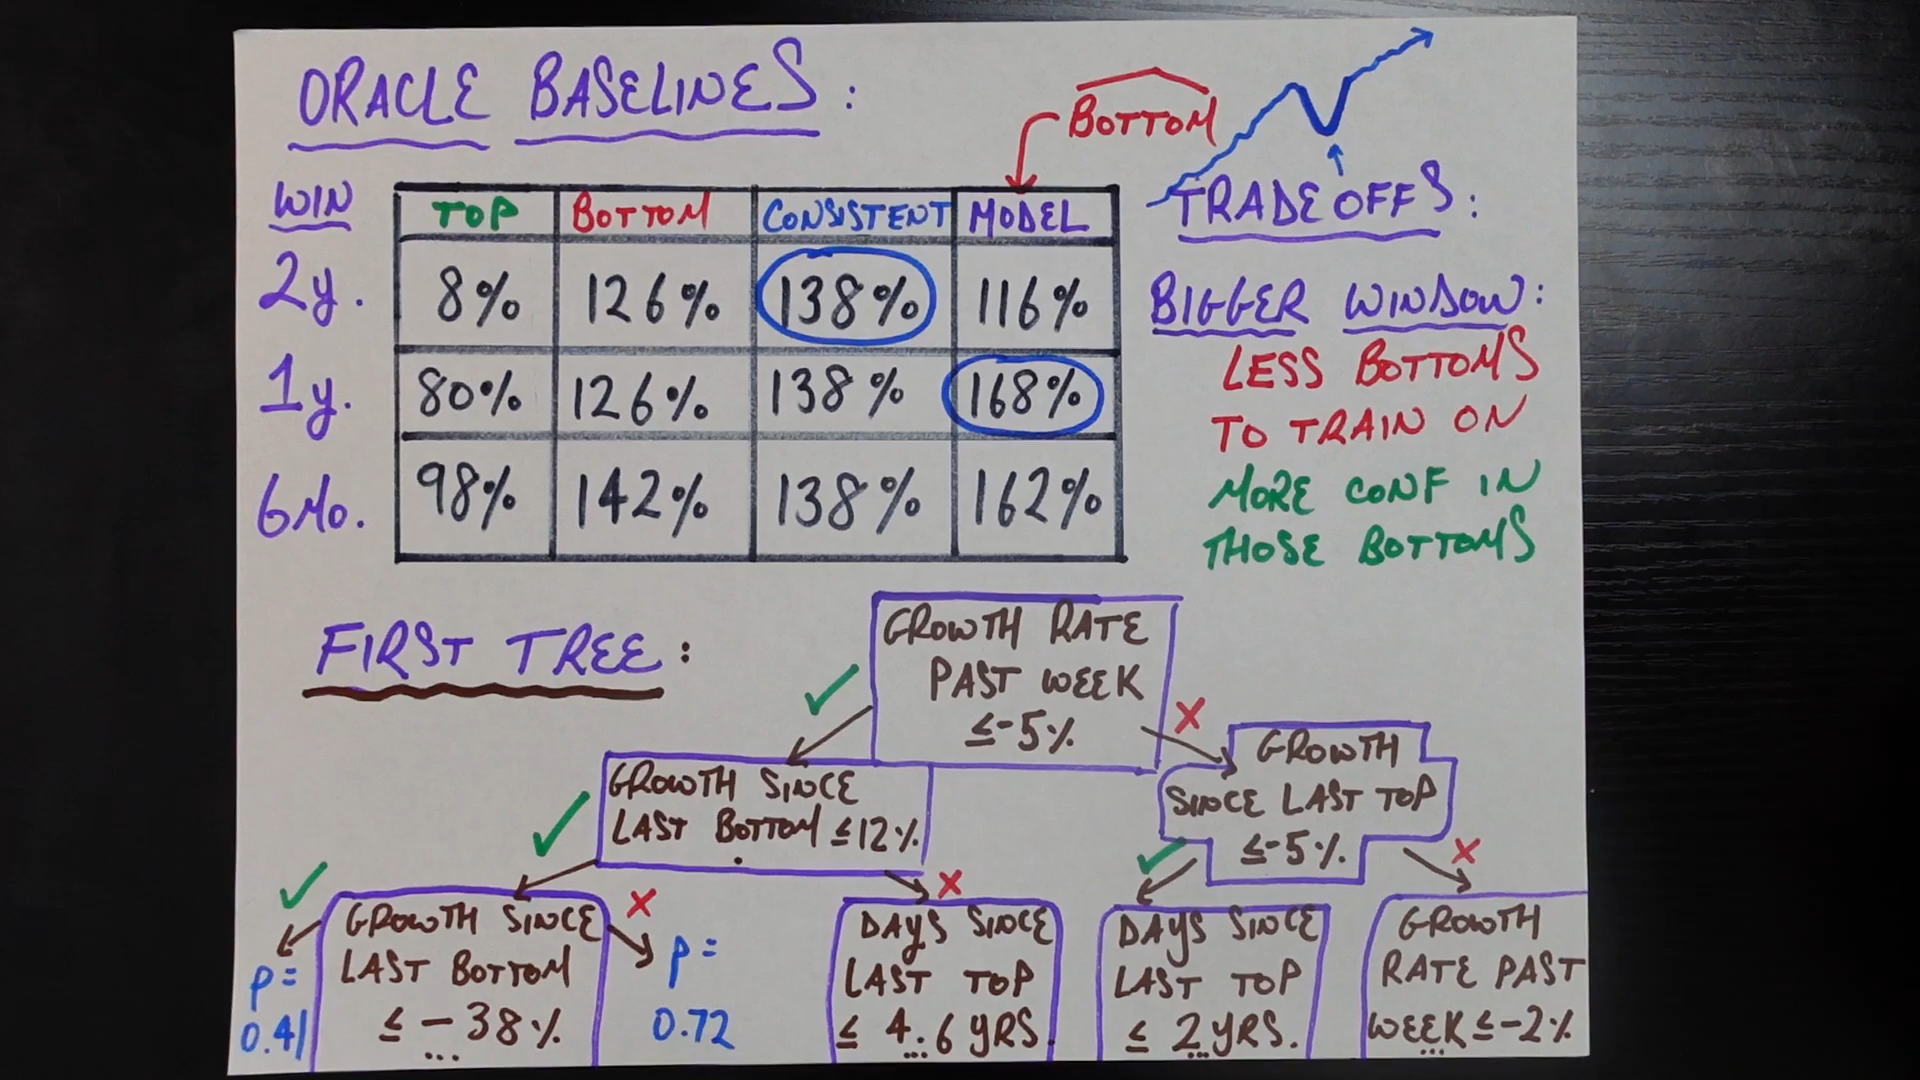 ORACLE BASELINES:
BOTTOM
WIN TOP BOTTOM CONSISTENT MODEL
2y. 8% 126% 138% 116%
1y. 80% 126% 138% 168%
6Mo. 98% 142% 138% 162%
TRADEOFFS:
BIGGER WINDOW:
LESS BOTTOMS
TO TRAIN ON
MORE CONF IN
THOSE BOTTOMS
FIRST TREE:
GROWTH RATE
PAST WEEK
≤-5%
GROWTH SINCE
LAST BOTTOM ≤12%
GROWTH
SINCE LAST TOP
≤-5%
p=
0.41
GROWTH SINCE
LAST BOTTOM
≤ -38%
...
p=
0.72
DAYS SINCE
LAST TOP
≤ 4.6 YRS.
...
DAYS SINCE
LAST TOP
≤ 2 YRS.
...
GROWTH
RATE PAST
WEEK ≤-2%
...